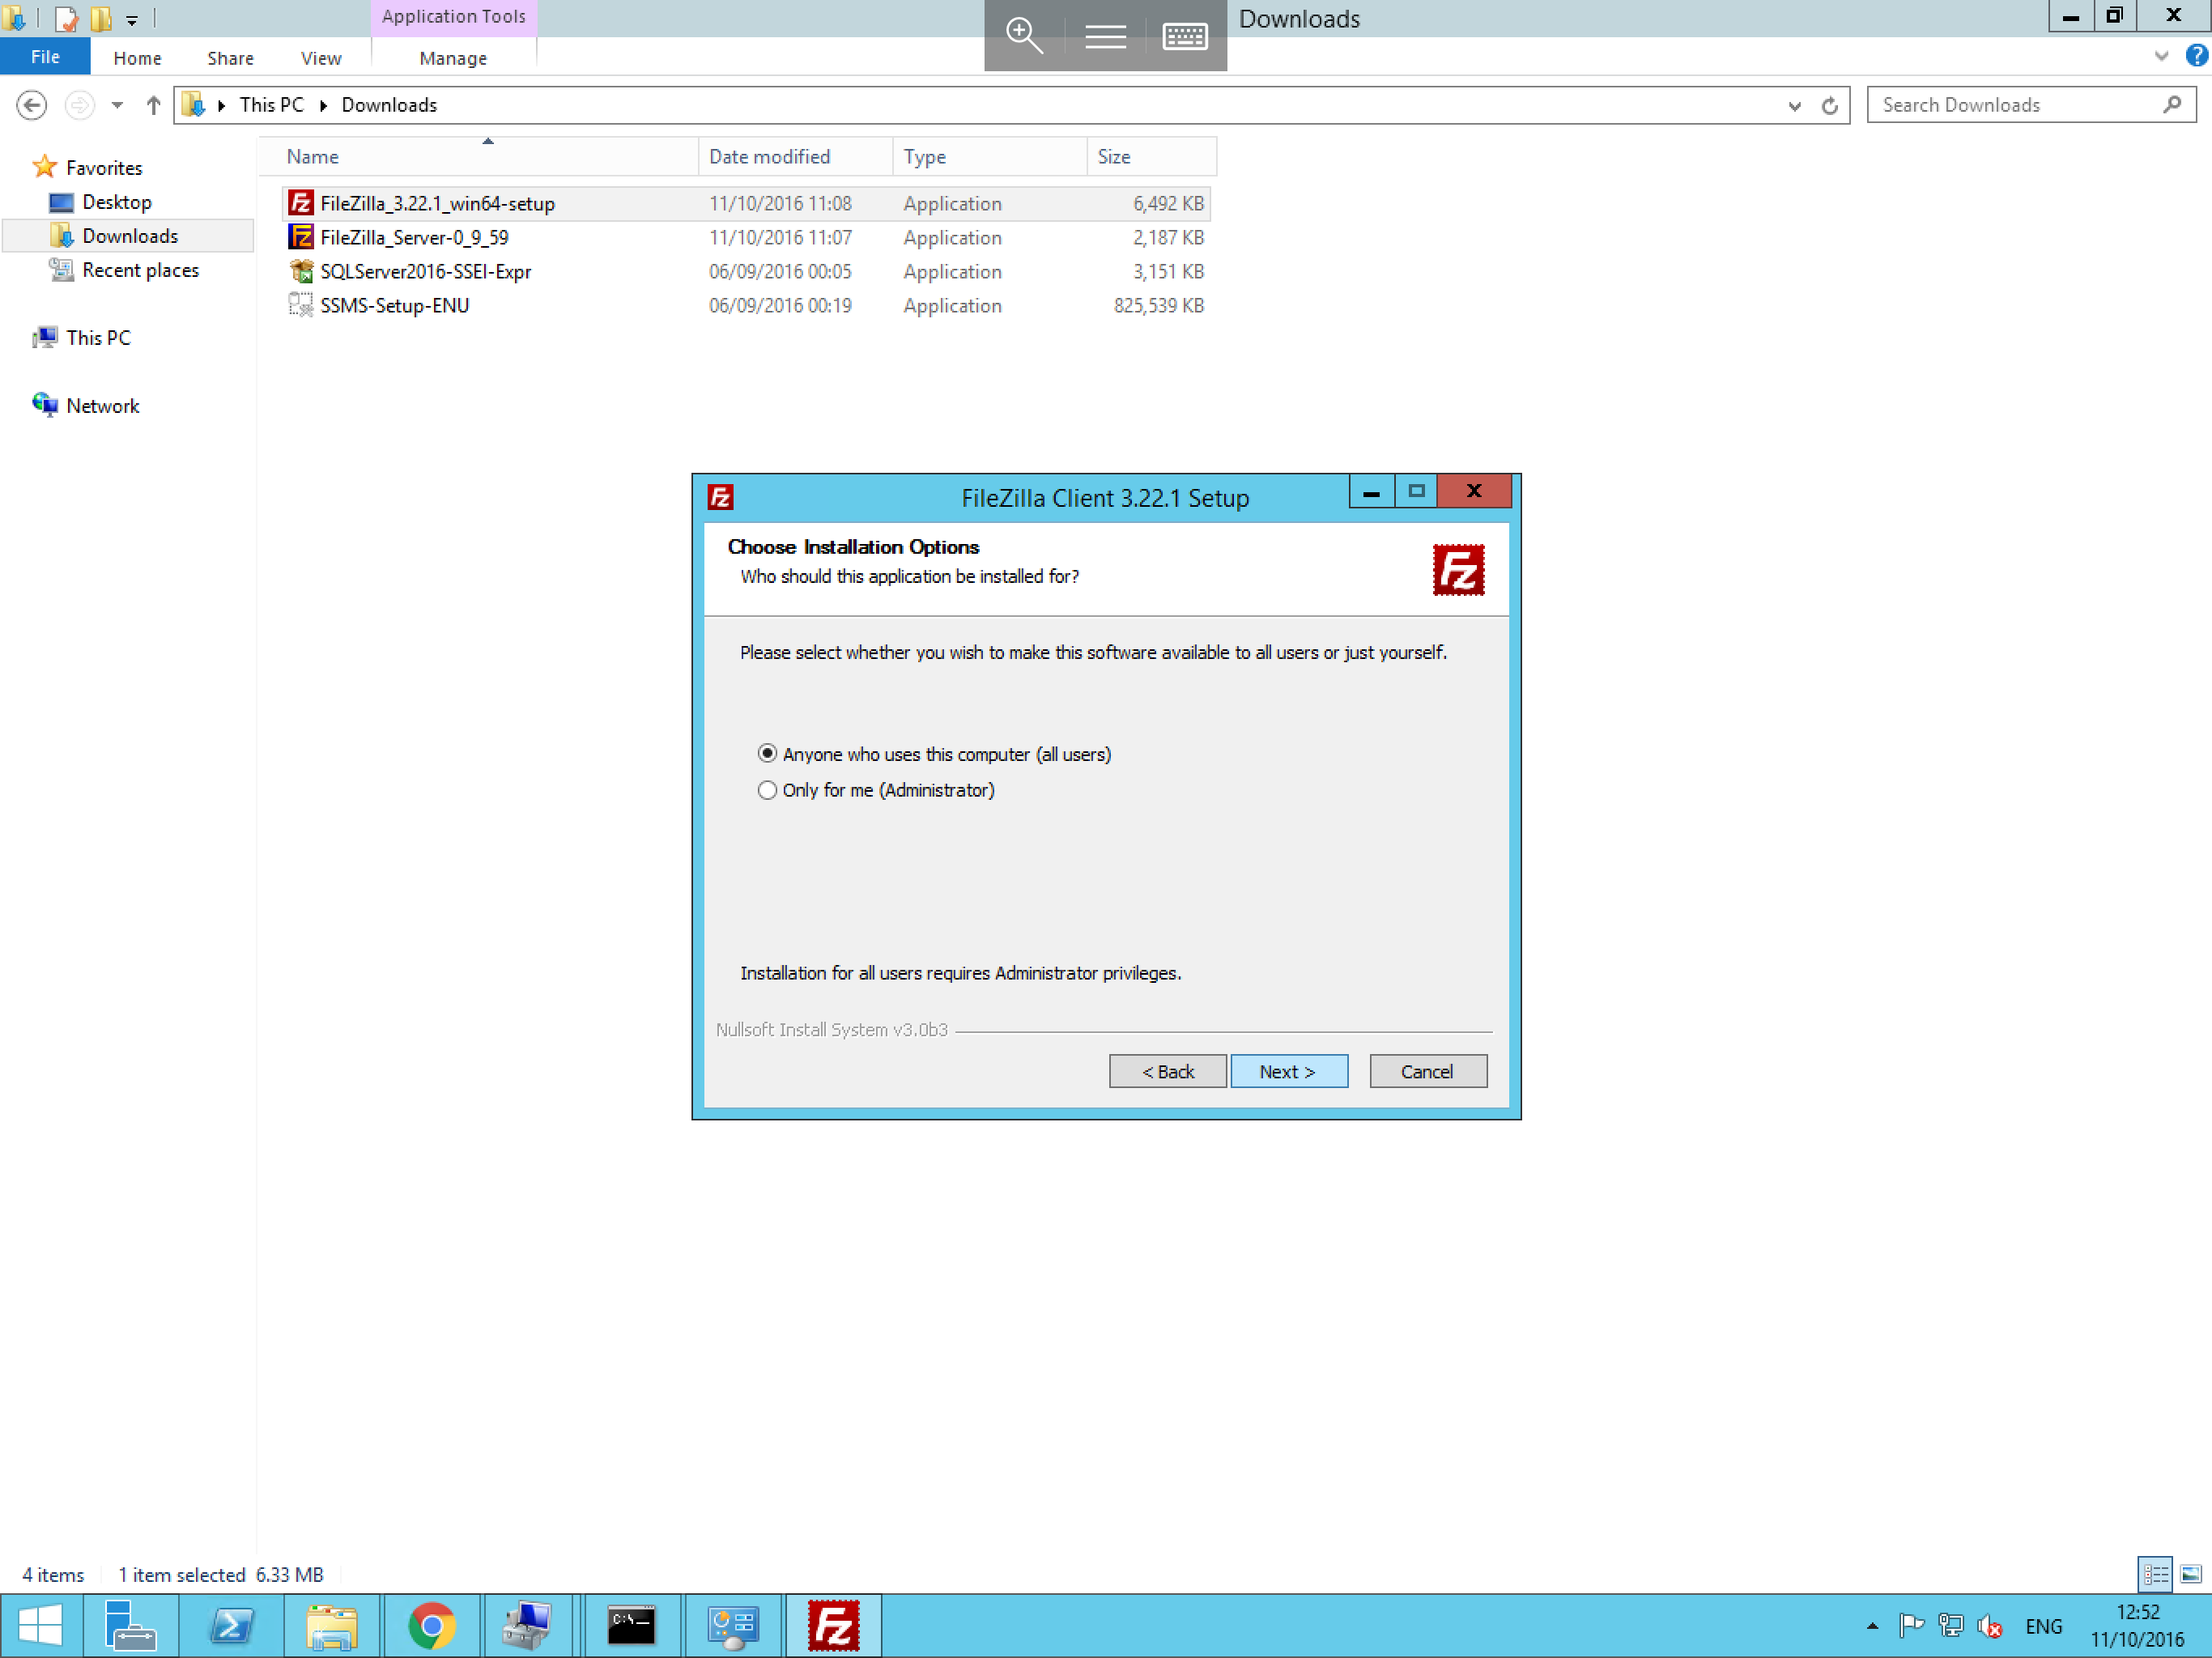 Application Tools
Downloads
File
Home
Share
View
Manage
This PC
Downloads
Search Downloads
Name
Date modified
Type
Size
Favorites
Desktop
Downloads
Recent places
This PC
Network
FileZilla_3.22.1_win64-setup 11/10/2016 11:08 Application 6,492 KB
FileZilla_Server-0_9_59 11/10/2016 11:07 Application 2,187 KB
SQLServer2016-SSEI-Expr 06/09/2016 00:05 Application 3,151 KB
SSMS-Setup-ENU 06/09/2016 00:19 Application 825,539 KB
FileZilla Client 3.22.1 Setup
Choose Installation Options
Who should this application be installed for?
Please select whether you wish to make this software available to all users or just yourself.
Anyone who uses this computer (all users)
Only for me (Administrator)
Installation for all users requires Administrator privileges.
Nullsoft Install System v3.0b3
< Back
Next >
Cancel
4 items
1 item selected 6.33 MB
C:\_
ENG
12:52
11/10/2016